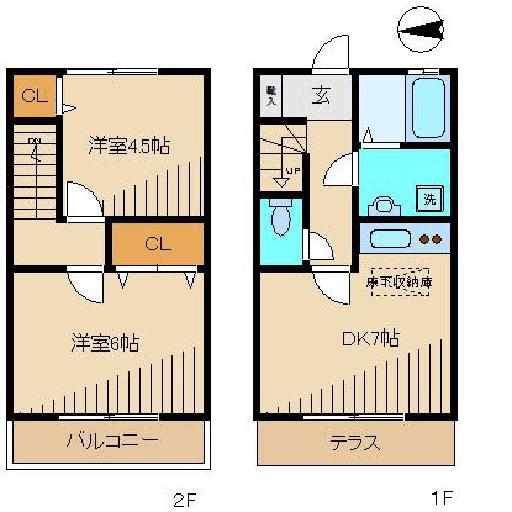 CL
洋室4.5帖
DN
CL
洋室6帖
バルコニー
2F
靴入
玄
UP
洗
床下収納庫
DK7帖
テラス
1F